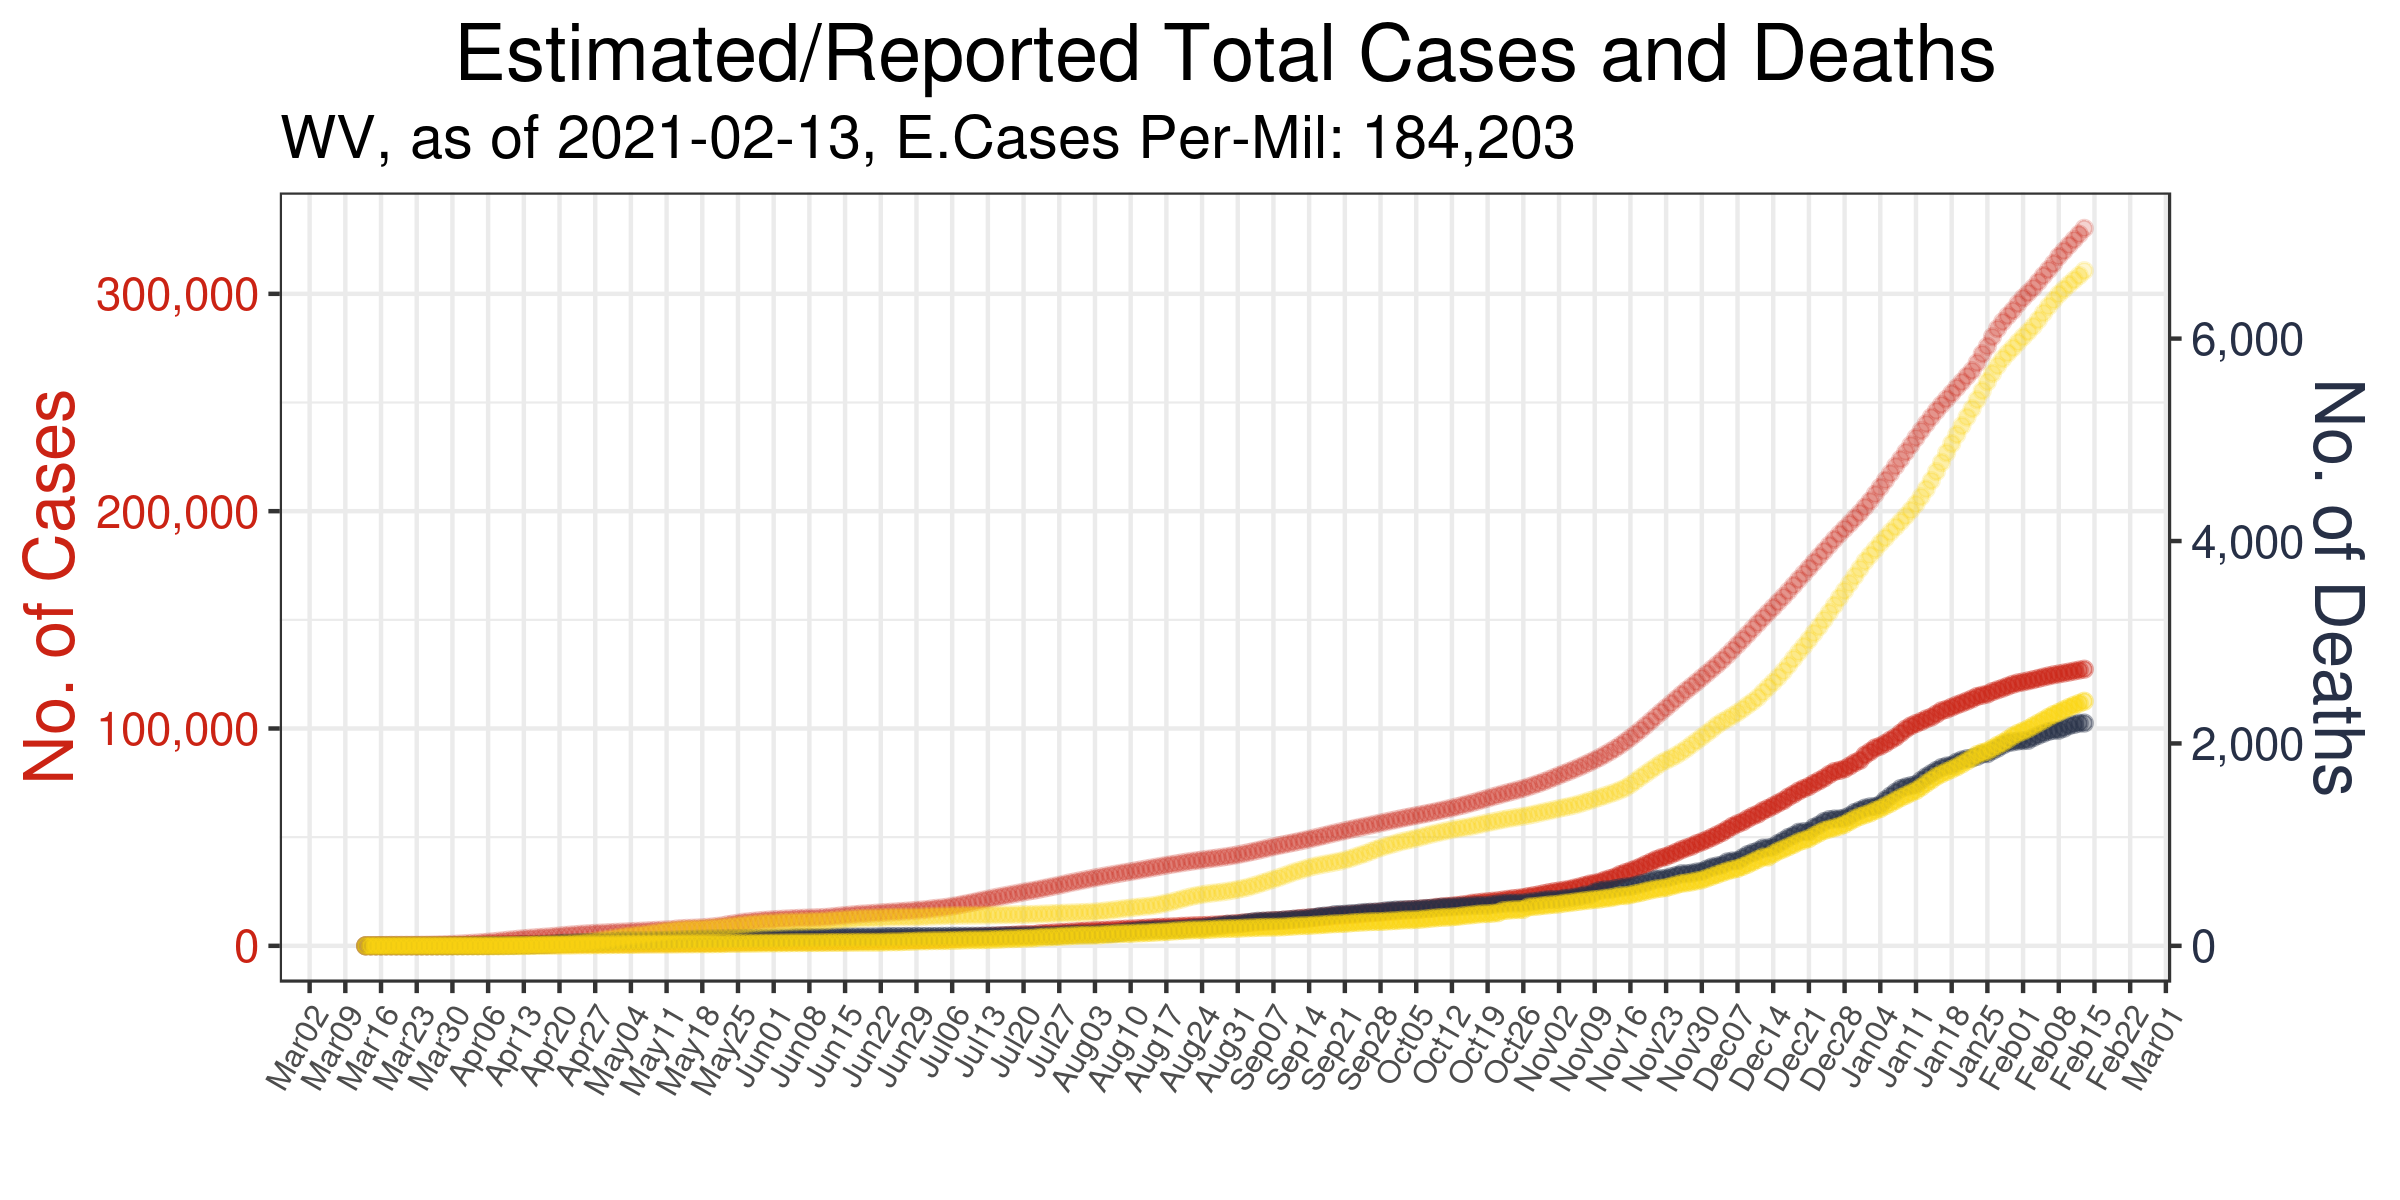 Estimated/Reported Total Cases and Deaths
WV, as of 2021-02-13, E.Cases Per-Mil: 184,203
No. of Cases
300,000
200,000
100,000
0
6,000
4,000
2,000
0
No. of Deaths
Mar02
Mar09
Mar16
Mar23
Mar30
Apr06
Apr13
Apr20
Apr27
May04
May11
May18
May25
Jun01
Jun08
Jun15
Jun22
Jun29
Jul06
Jul13
Jul20
Jul27
Aug03
Aug10
Aug17
Aug24
Aug31
Sep07
Sep14
Sep21
Sep28
Oct05
Oct12
Oct19
Oct26
Nov02
Nov09
Nov16
Nov23
Nov30
Dec07
Dec14
Dec21
Dec28
Jan04
Jan11
Jan18
Jan25
Feb01
Feb08
Feb15
Feb22
Mar01